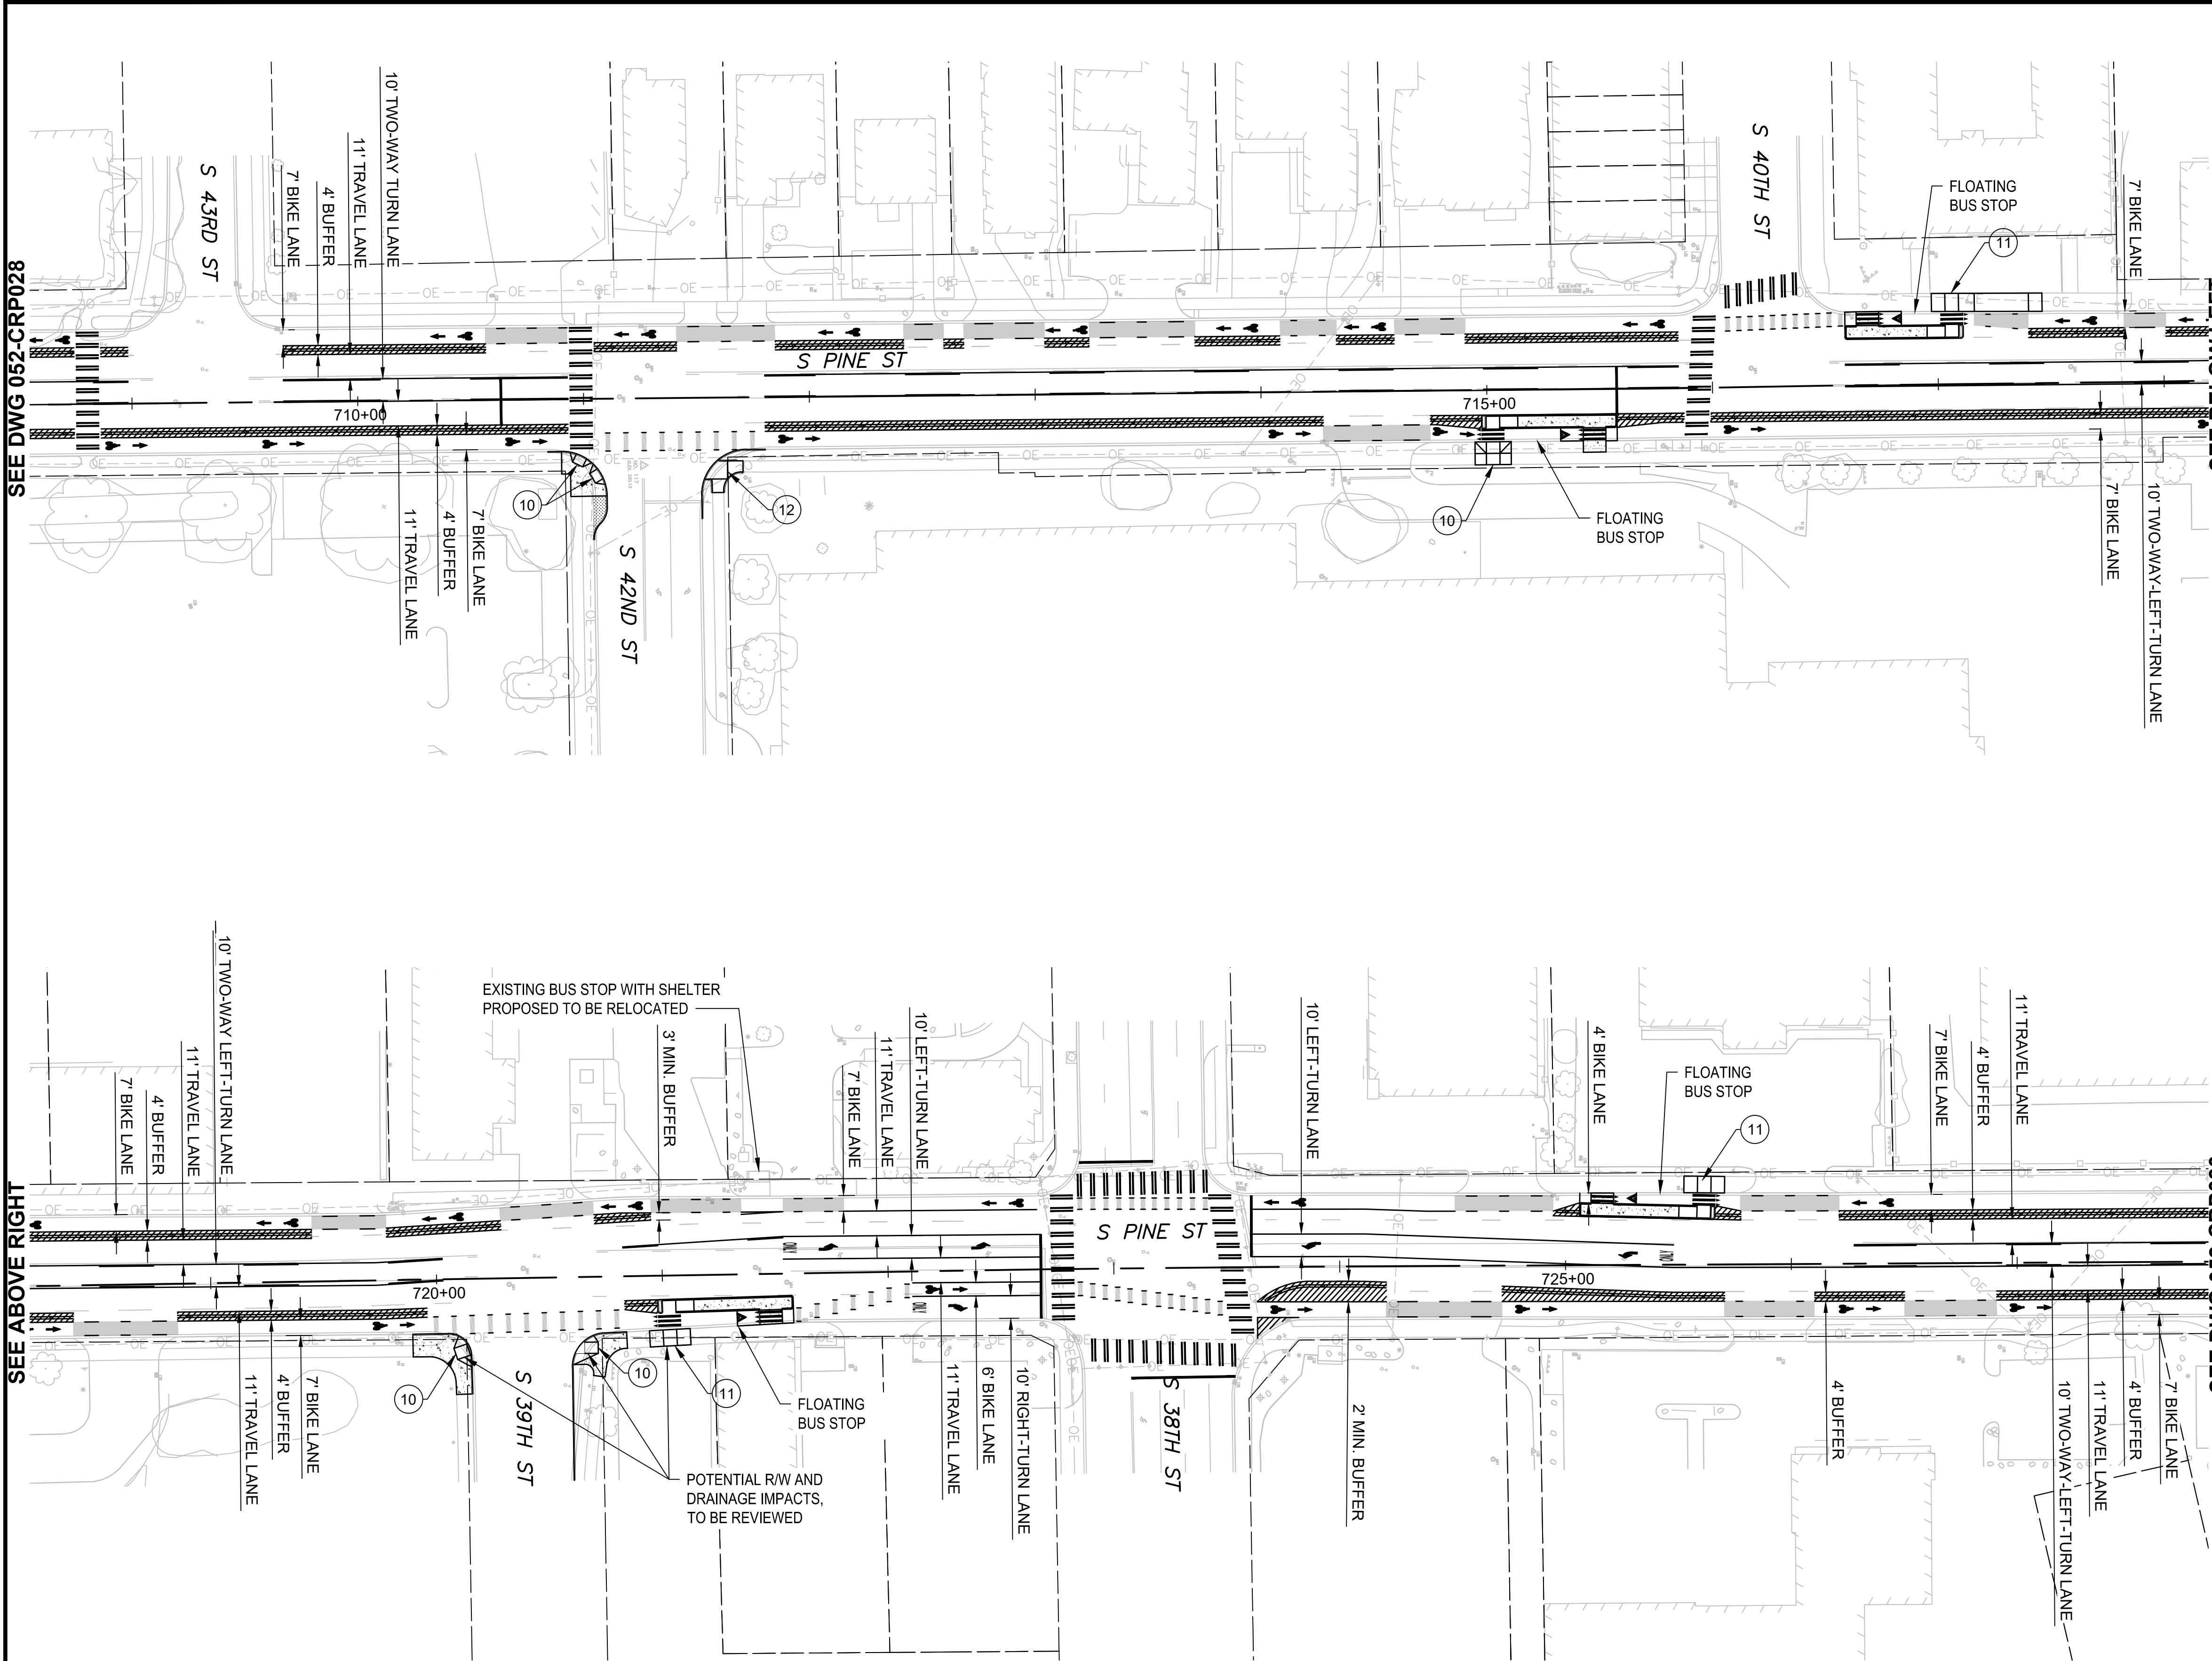 SEE DWG 052-CRP028
S 43RD ST
7' BIKE LANE
4' BUFFER
11' TRAVEL LANE
10' TWO-WAY TURN LANE
S PINE ST
S 40TH ST
FLOATING
BUS STOP
11
7' BIKE LANE
710+00
715+00
10
11' TRAVEL LANE
4' BUFFER
7' BIKE LANE
S 42ND ST
12
10
FLOATING
BUS STOP
7' BIKE LANE
10' TWO-WAY-LEFT-TURN LANE
SEE ABOVE RIGHT
7' BIKE LANE
4' BUFFER
11' TRAVEL LANE
10' TWO-WAY LEFT-TURN LANE
EXISTING BUS STOP WITH SHELTER
PROPOSED TO BE RELOCATED
3' MIN. BUFFER
7' BIKE LANE
11' TRAVEL LANE
10' LEFT-TURN LANE
S PINE ST
10' LEFT-TURN LANE
4' BIKE LANE
FLOATING
BUS STOP
11
7' BIKE LANE
4' BUFFER
11' TRAVEL LANE
ONLY
ONLY
ONLY
720+00
725+00
11' TRAVEL LANE
4' BUFFER
7' BIKE LANE
10
S 39TH ST
10
11
FLOATING
BUS STOP
POTENTIAL R/W AND
DRAINAGE IMPACTS,
TO BE REVIEWED
11' TRAVEL LANE
6' BIKE LANE
10' RIGHT-TURN LANE
S 38TH ST
2' MIN. BUFFER
4' BUFFER
10' TWO-WAY-LEFT-TURN LANE
11' TRAVEL LANE
4' BUFFER
7' BIKE LANE